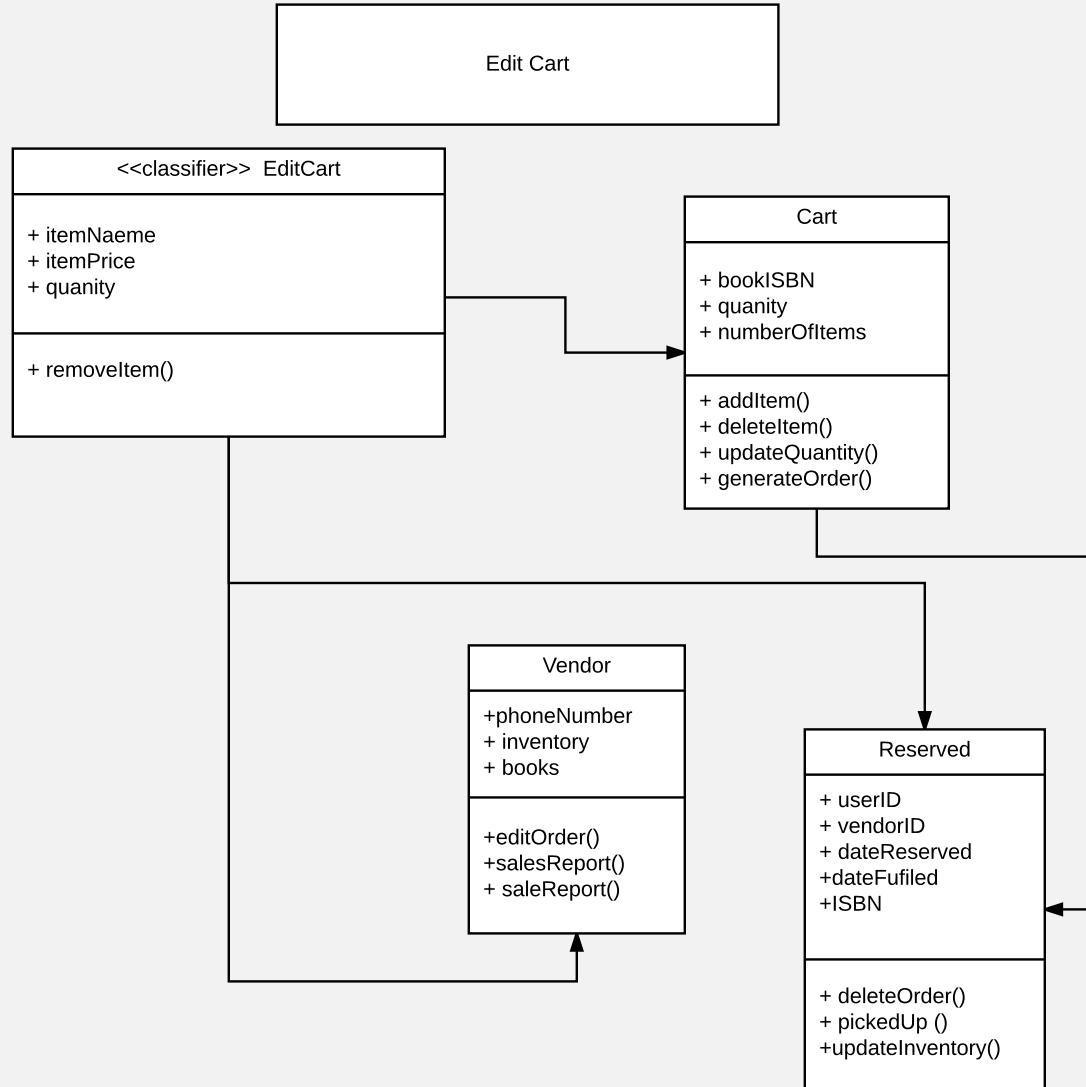 Edit Cart
<<classifier>>  EditCart
+ itemNaeme
+ itemPrice
+ quanity
+ removeItem()
Cart
+ bookISBN
+ quanity
+ numberOfItems
+ addItem()
+ deleteItem()
+ updateQuantity()
+ generateOrder()
Vendor
+phoneNumber
+ inventory
+ books
+editOrder()
+salesReport()
+ saleReport()
Reserved
+ userID
+ vendorID
+ dateReserved
+dateFufiled
+ISBN
+ deleteOrder()
+ pickedUp ()
+updateInventory()